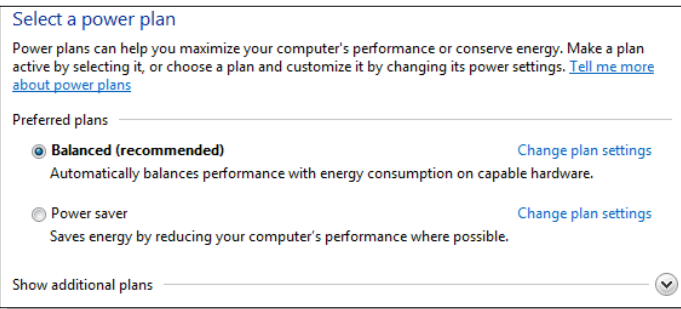 Select a power plan
Power plans can help you maximize your computer's performance or conserve energy. Make a plan
active by selecting it, or choose a plan and customize it by changing its power settings. Tell me more
about power plans
Preferred plans
Balanced (recommended) Change plan settings
Automatically balances performance with energy consumption on capable hardware.
Power saver Change plan settings
Saves energy by reducing your computer's performance where possible.
Show additional plans